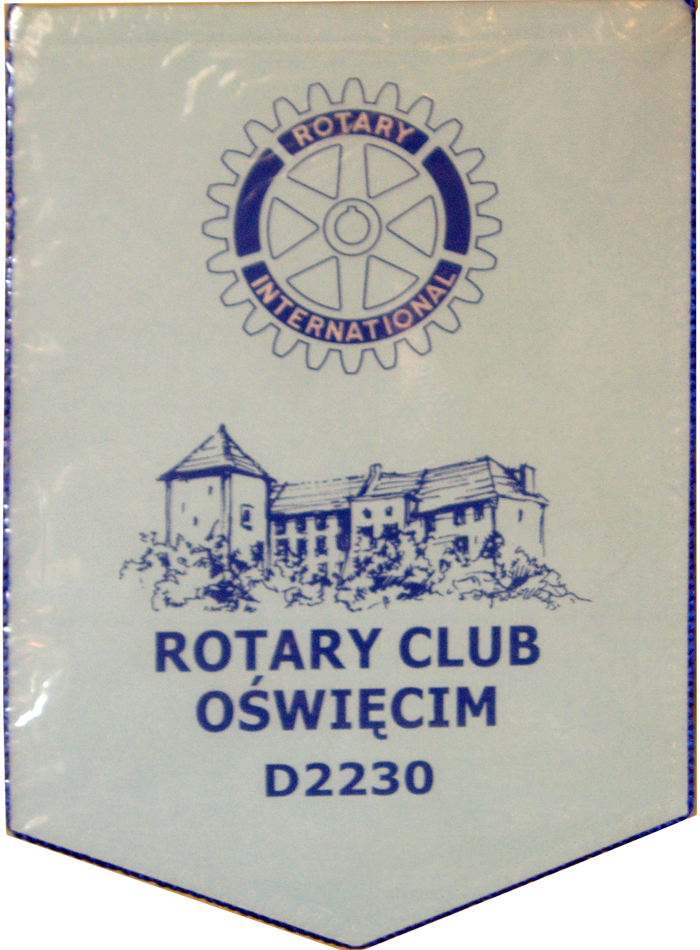 ROTARY
INTERNATIONAL
ROTARY CLUB
OŚWIĘCIM
D2230